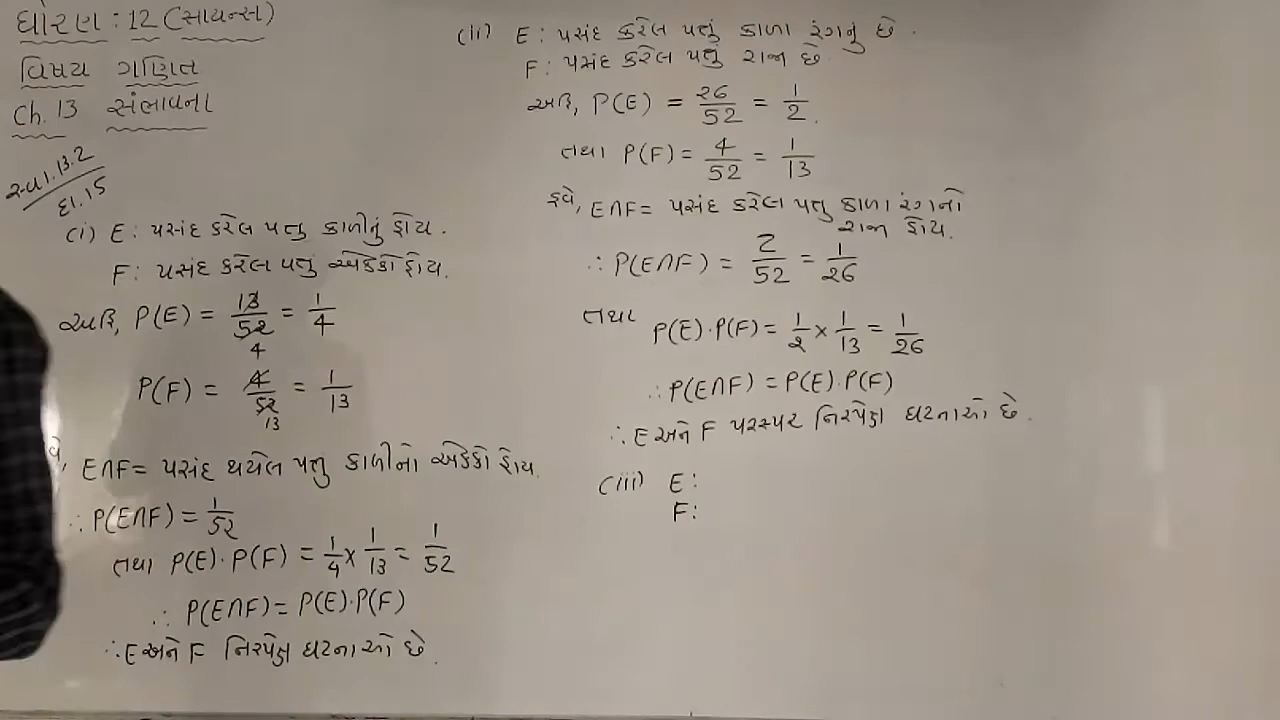 ધોરણ : 12 (સાયન્સ)
વિષય ગણિત
Ch. 13 સંભાવના
સ્વા. 13.2
દા. 15
(i) E: પસંદ કરેલ પત્તુ કાળીનું હોય.
F: પસંદ કરેલ પત્તું એક્કો હોય.
અહિં, P(E) = 13/52 = 1/4
4
P(F) = 4/52 = 1/13
13
વે, E∩F = પસંદ થયેલ પત્તુ કાળીનો એક્કો હોય.
∴ P(E∩F) = 1/52
તથા P(E)·P(F) = 1/4 × 1/13 = 1/52
∴ P(E∩F) = P(E)·P(F)
∴ E અને F નિરપેક્ષ ઘટનાઓ છે.
(ii) E: પસંદ કરેલ પત્તું કાળા રંગનું છે.
F: પસંદ કરેલ પત્તું રાજા છે.
અહિં, P(E) = 26/52 = 1/2.
તથા P(F) = 4/52 = 1/13
હવે, E∩F = પસંદ કરેલ પત્તુ કાળા રંગનો
રાજા હોય.
∴ P(E∩F) = 2/52 = 1/26
તથા
P(E)·P(F) = 1/2 × 1/13 = 1/26
∴ P(E∩F) = P(E)·P(F)
∴ E અને F પરસ્પર નિરપેક્ષ ઘટનાઓ છે.
(iii) E:
F: